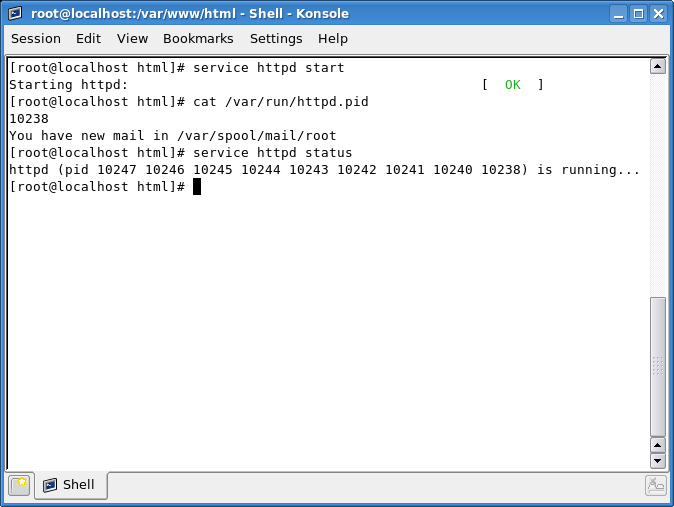 root@localhost:/var/www/html - Shell - Konsole
Session Edit View Bookmarks Settings Help
[root@localhost html]# service httpd start
Starting httpd: [ OK ]
[root@localhost html]# cat /var/run/httpd.pid
10238
You have new mail in /var/spool/mail/root
[root@localhost html]# service httpd status
httpd (pid 10247 10246 10245 10244 10243 10242 10241 10240 10238) is running...
[root@localhost html]#
Shell